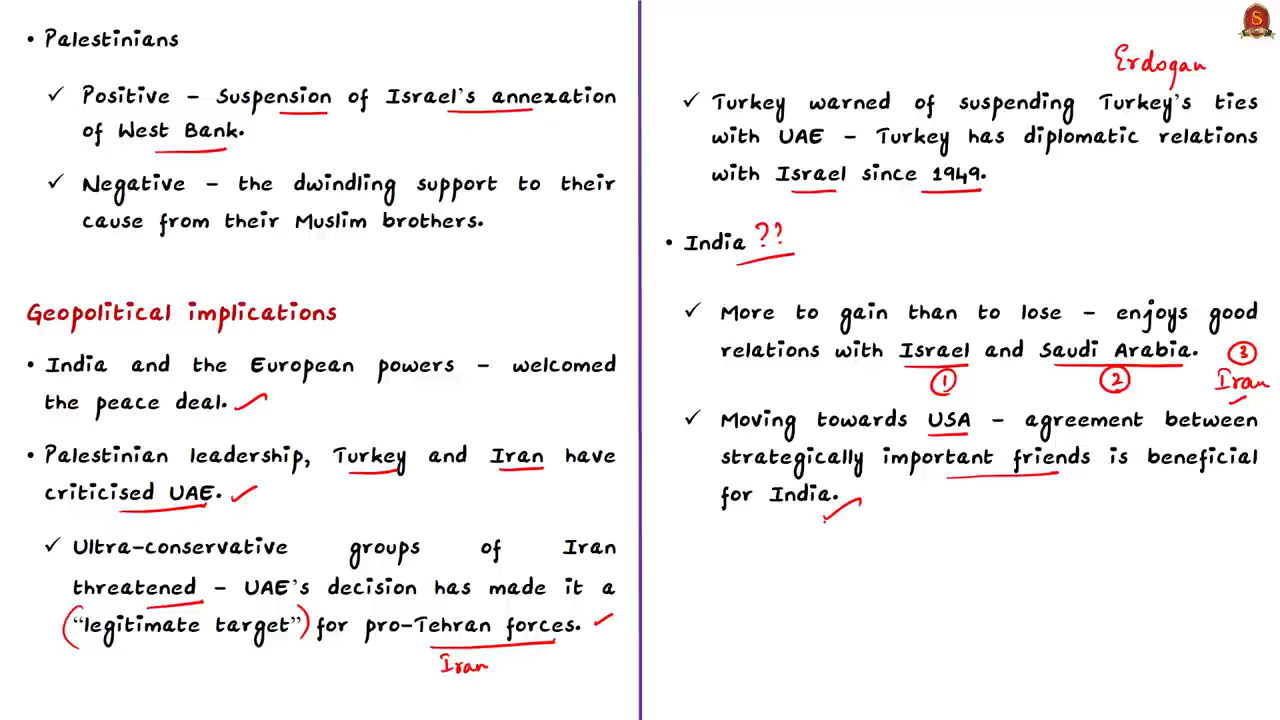 • Palestinians
✓ Positive – Suspension of Israel's annexation
of West Bank.
✓ Negative – the dwindling support to their
cause from their Muslim brothers.
Geopolitical implications
• India and the European powers – welcomed
the peace deal.
• Palestinian leadership, Turkey and Iran have
criticised UAE.
✓ Ultra-conservative groups of Iran
threatened – UAE's decision has made it a
("legitimate target") for pro-Tehran forces.
Iran
Erdogan
✓ Turkey warned of suspending Turkey's ties
with UAE – Turkey has diplomatic relations
with Israel since 1949.
• India ??
✓ More to gain than to lose – enjoys good
relations with Israel and Saudi Arabia. ③
① ② Iran
✓ Moving towards USA – agreement between
strategically important friends is beneficial
for India.
S